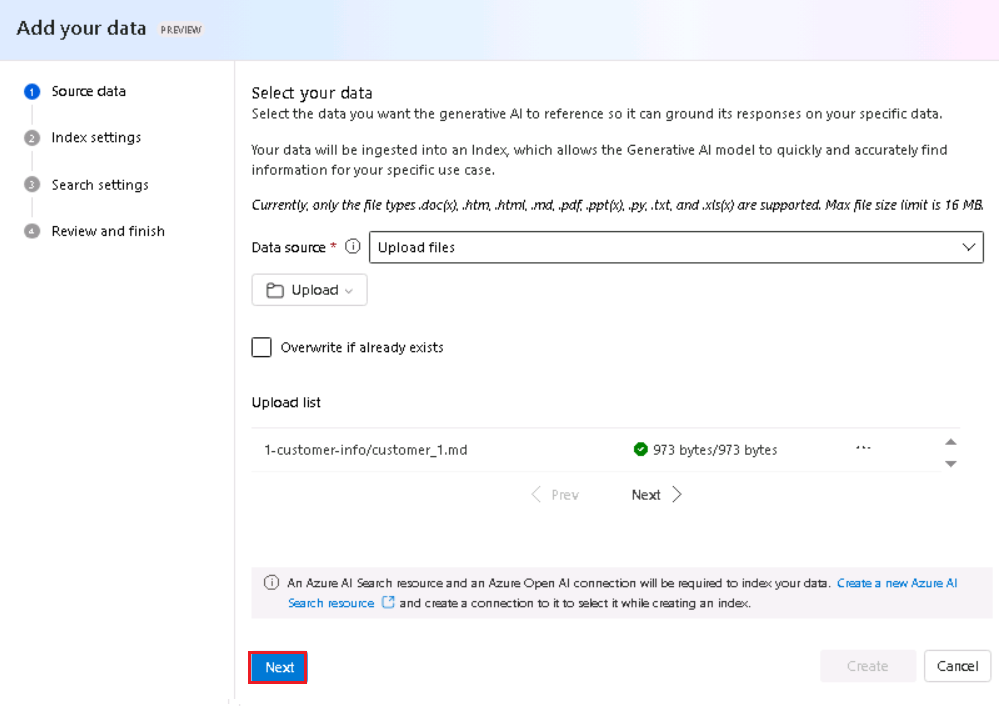 Add your data PREVIEW
1 Source data
2 Index settings
3 Search settings
4 Review and finish
Select your data
Select the data you want the generative AI to reference so it can ground its responses on your specific data.
Your data will be ingested into an Index, which allows the Generative AI model to quickly and accurately find
information for your specific use case.
Currently, only the file types .doc(x), .htm, .html, .md, .pdf, .ppt(x), .py, .txt, and .xls(x) are supported. Max file size limit is 16 MB.
Data source * Upload files
Upload
Overwrite if already exists
Upload list
1-customer-info/customer_1.md 973 bytes/973 bytes ...
Prev Next
An Azure AI Search resource and an Azure Open AI connection will be required to index your data. Create a new Azure AI
Search resource and create a connection to it to select it while creating an index.
Next Create Cancel